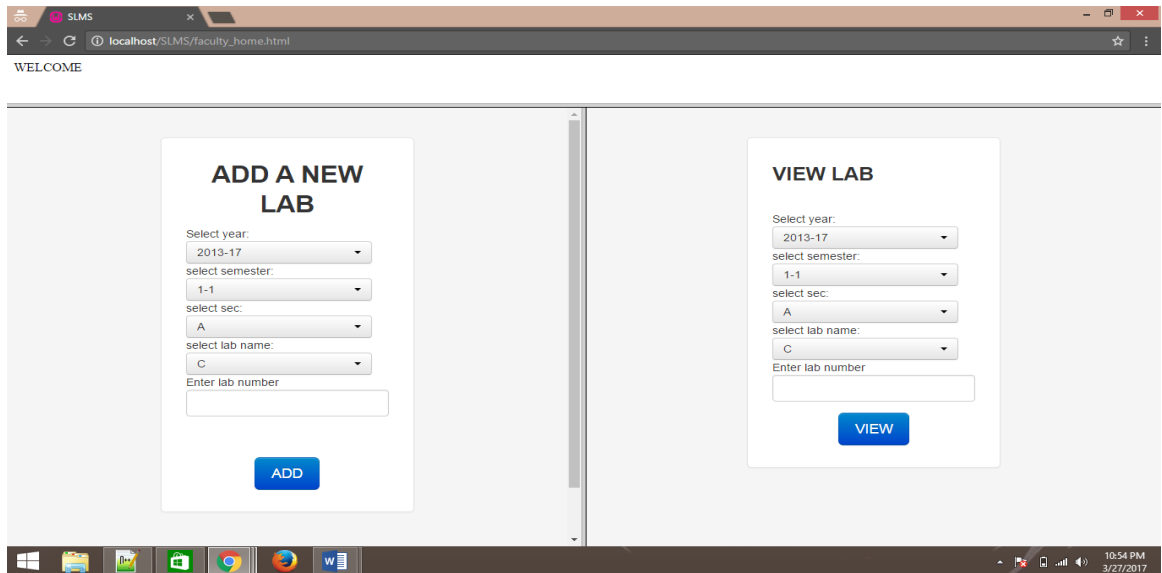 SLMS
localhost/SLMS/faculty_home.html
WELCOME
ADD A NEW
LAB
Select year:
2013-17
select semester:
1-1
select sec:
A
select lab name:
C
Enter lab number
ADD
VIEW LAB
Select year:
2013-17
select semester:
1-1
select sec:
A
select lab name:
C
Enter lab number
VIEW
10:54 PM
3/27/2017